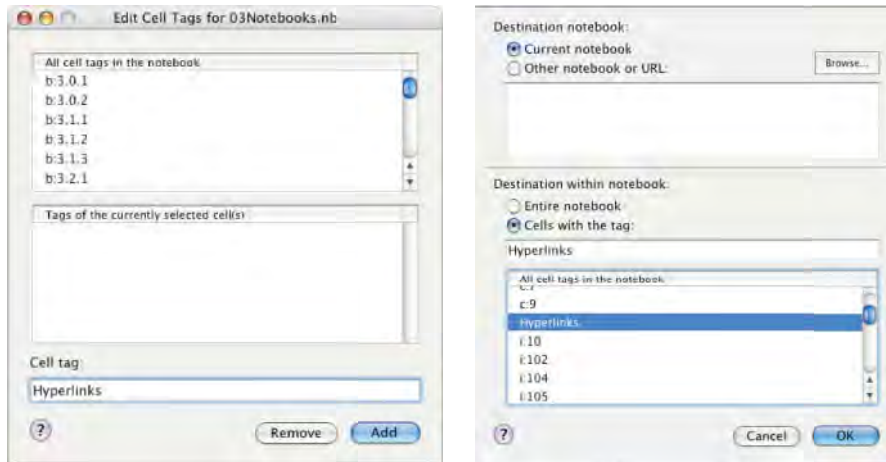 Edit Cell Tags for 03Notebooks.nb
All cell tags in the notebook
b:3.0.1
b:3.0.2
b:3.1.1
b:3.1.2
b:3.1.3
b:3.2.1
Tags of the currently selected cell(s)
Cell tag:
Hyperlinks
?
Remove
Add
Destination notebook:
Current notebook
Other notebook or URL:
Browse...
Destination within notebook:
Entire notebook
Cells with the tag:
Hyperlinks
All cell tags in the notebook
c:9
Hyperlinks
i:10
i:102
i:104
i:105
?
Cancel
OK